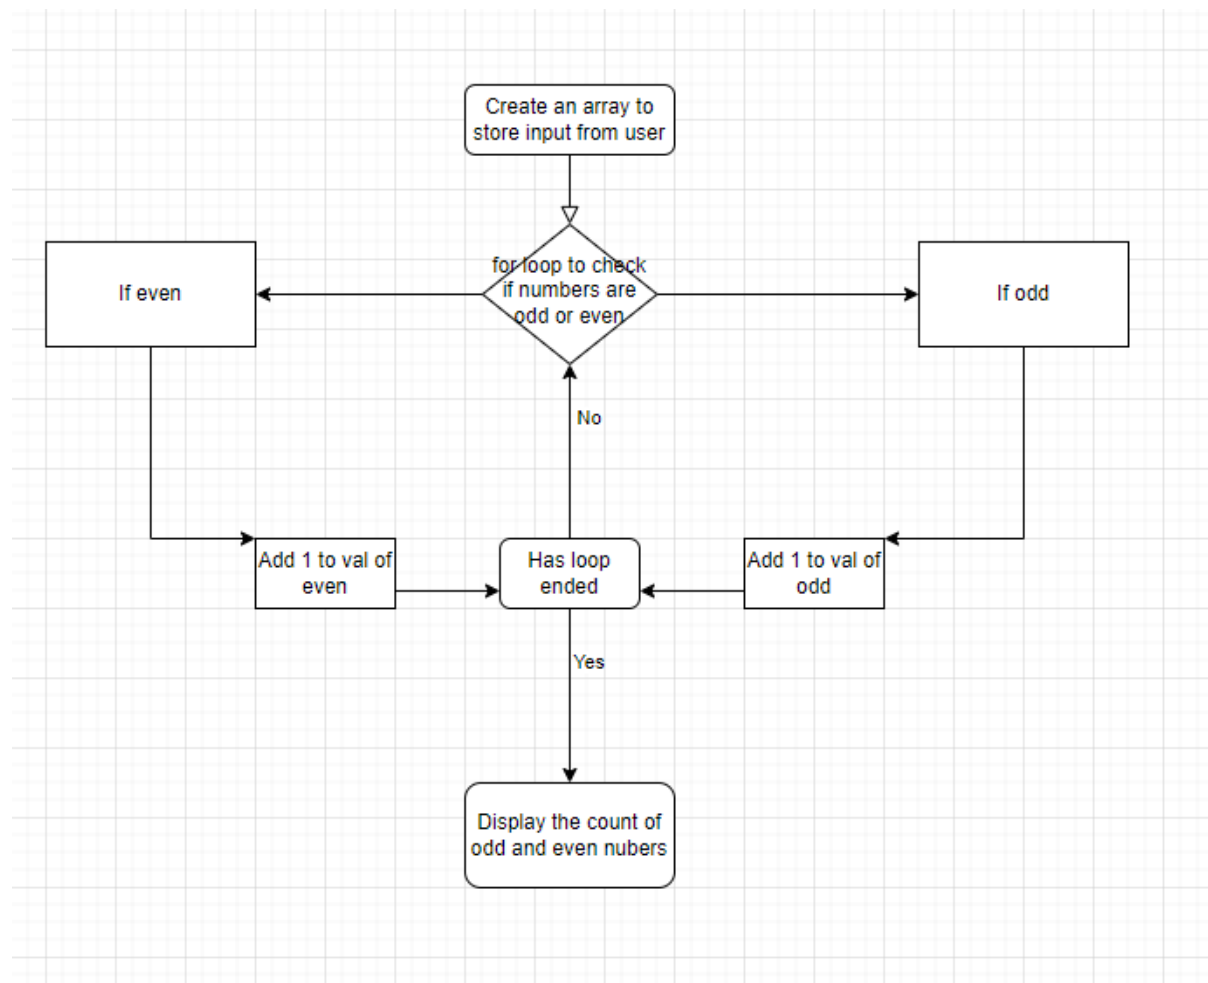 Create an array to
store input from user
for loop to check
if numbers are
odd or even
If even
If odd
No
Add 1 to val of
even
Has loop
ended
Add 1 to val of
odd
Yes
Display the count of
odd and even nubers